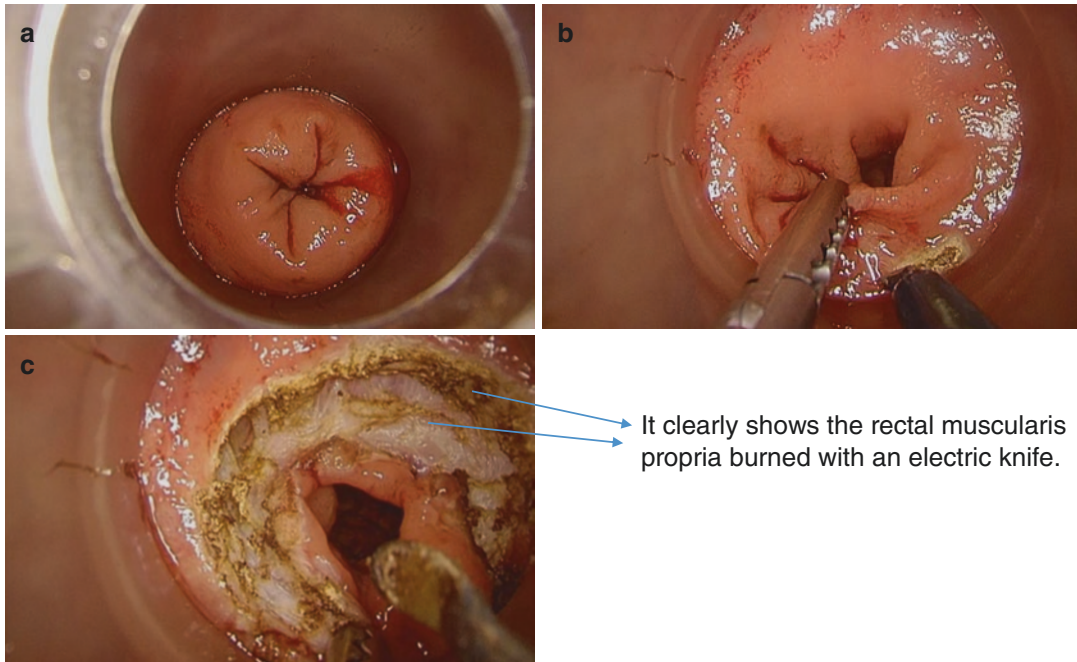 a
b
c
It clearly shows the rectal muscularis
propria burned with an electric knife.